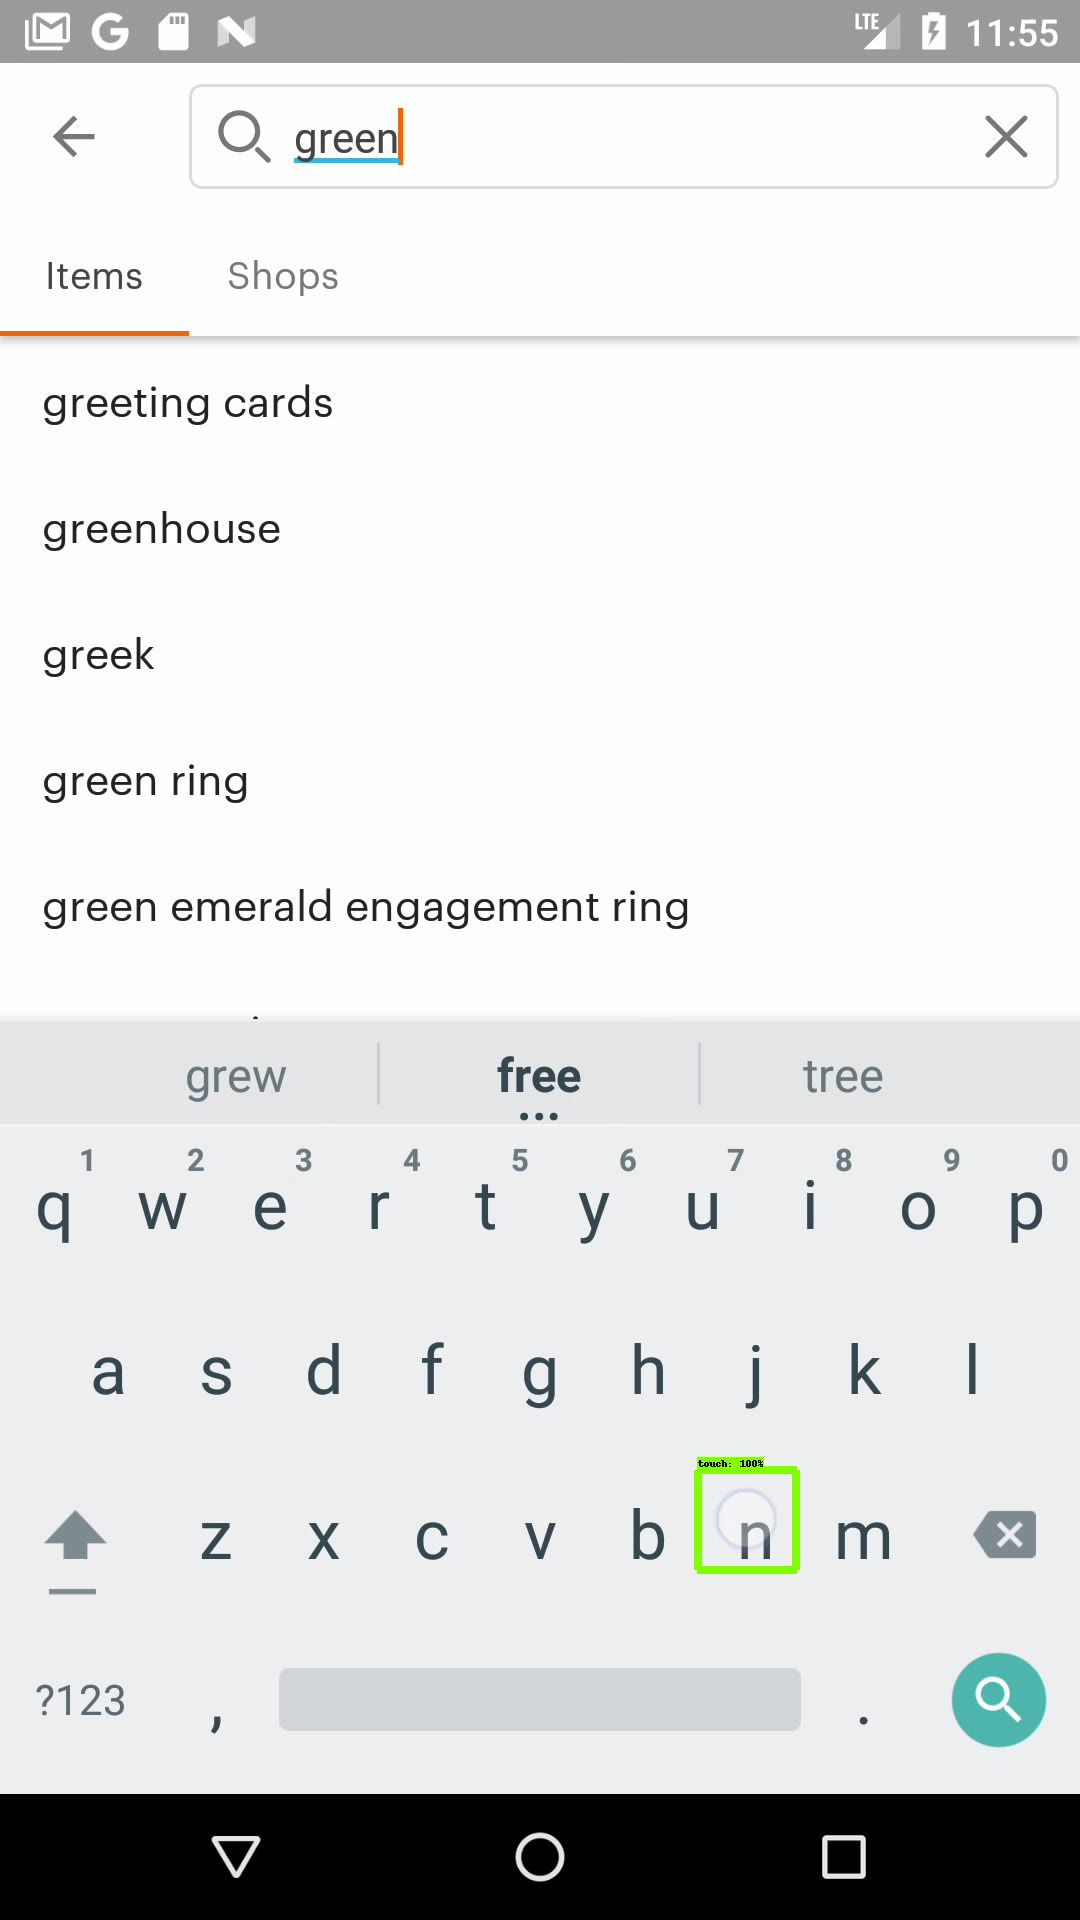 LTE 11:55
green
Items Shops
greeting cards
greenhouse
greek
green ring
green emerald engagement ring
grew free tree
1 2 3 4 5 6 7 8 9 0
q w e r t y u i o p
a s d f g h j k l
touch: 100%
z x c v b n m
?123 , .